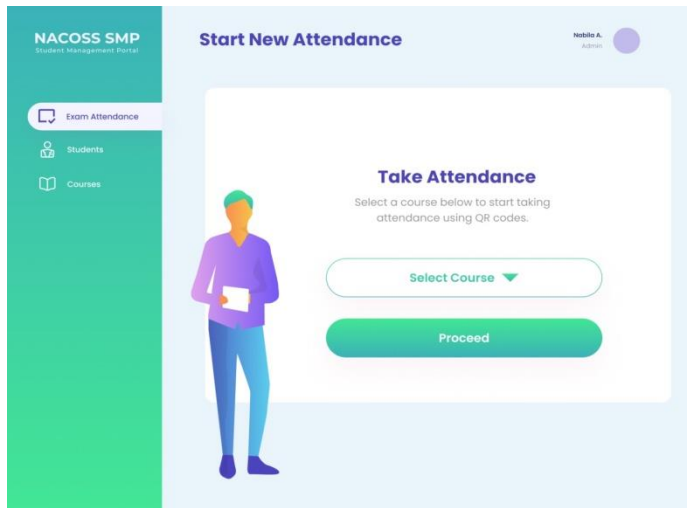 NACOSS SMP
Student Management Portal
Start New Attendance
Nabila A.
Admin
Exam Attendance
Students
Courses
Take Attendance
Select a course below to start taking
attendance using QR codes.
Select Course
Proceed